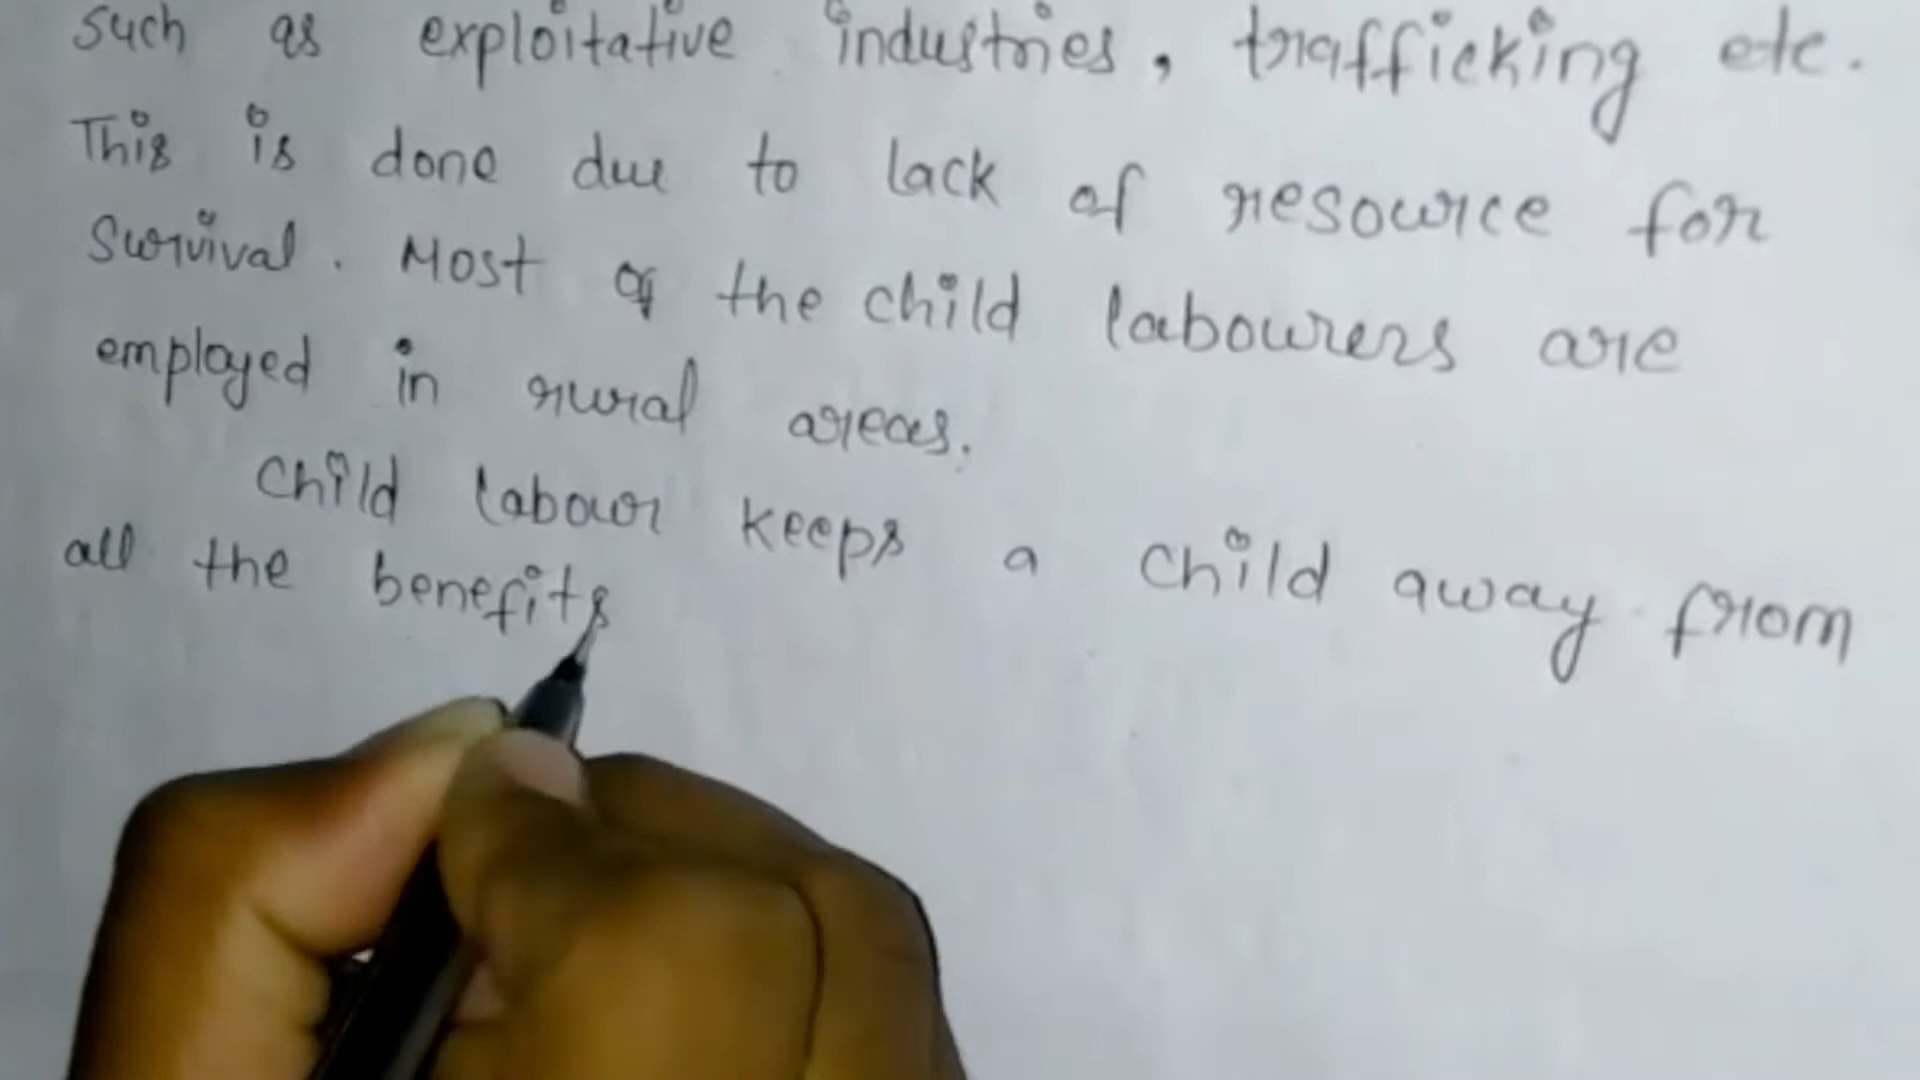 such as exploitative industries, trafficking etc.
This is done due to lack of resource for
survival. Most of the child labourers are
employed in rural areas.
Child labour keeps a child away from
all the benefits